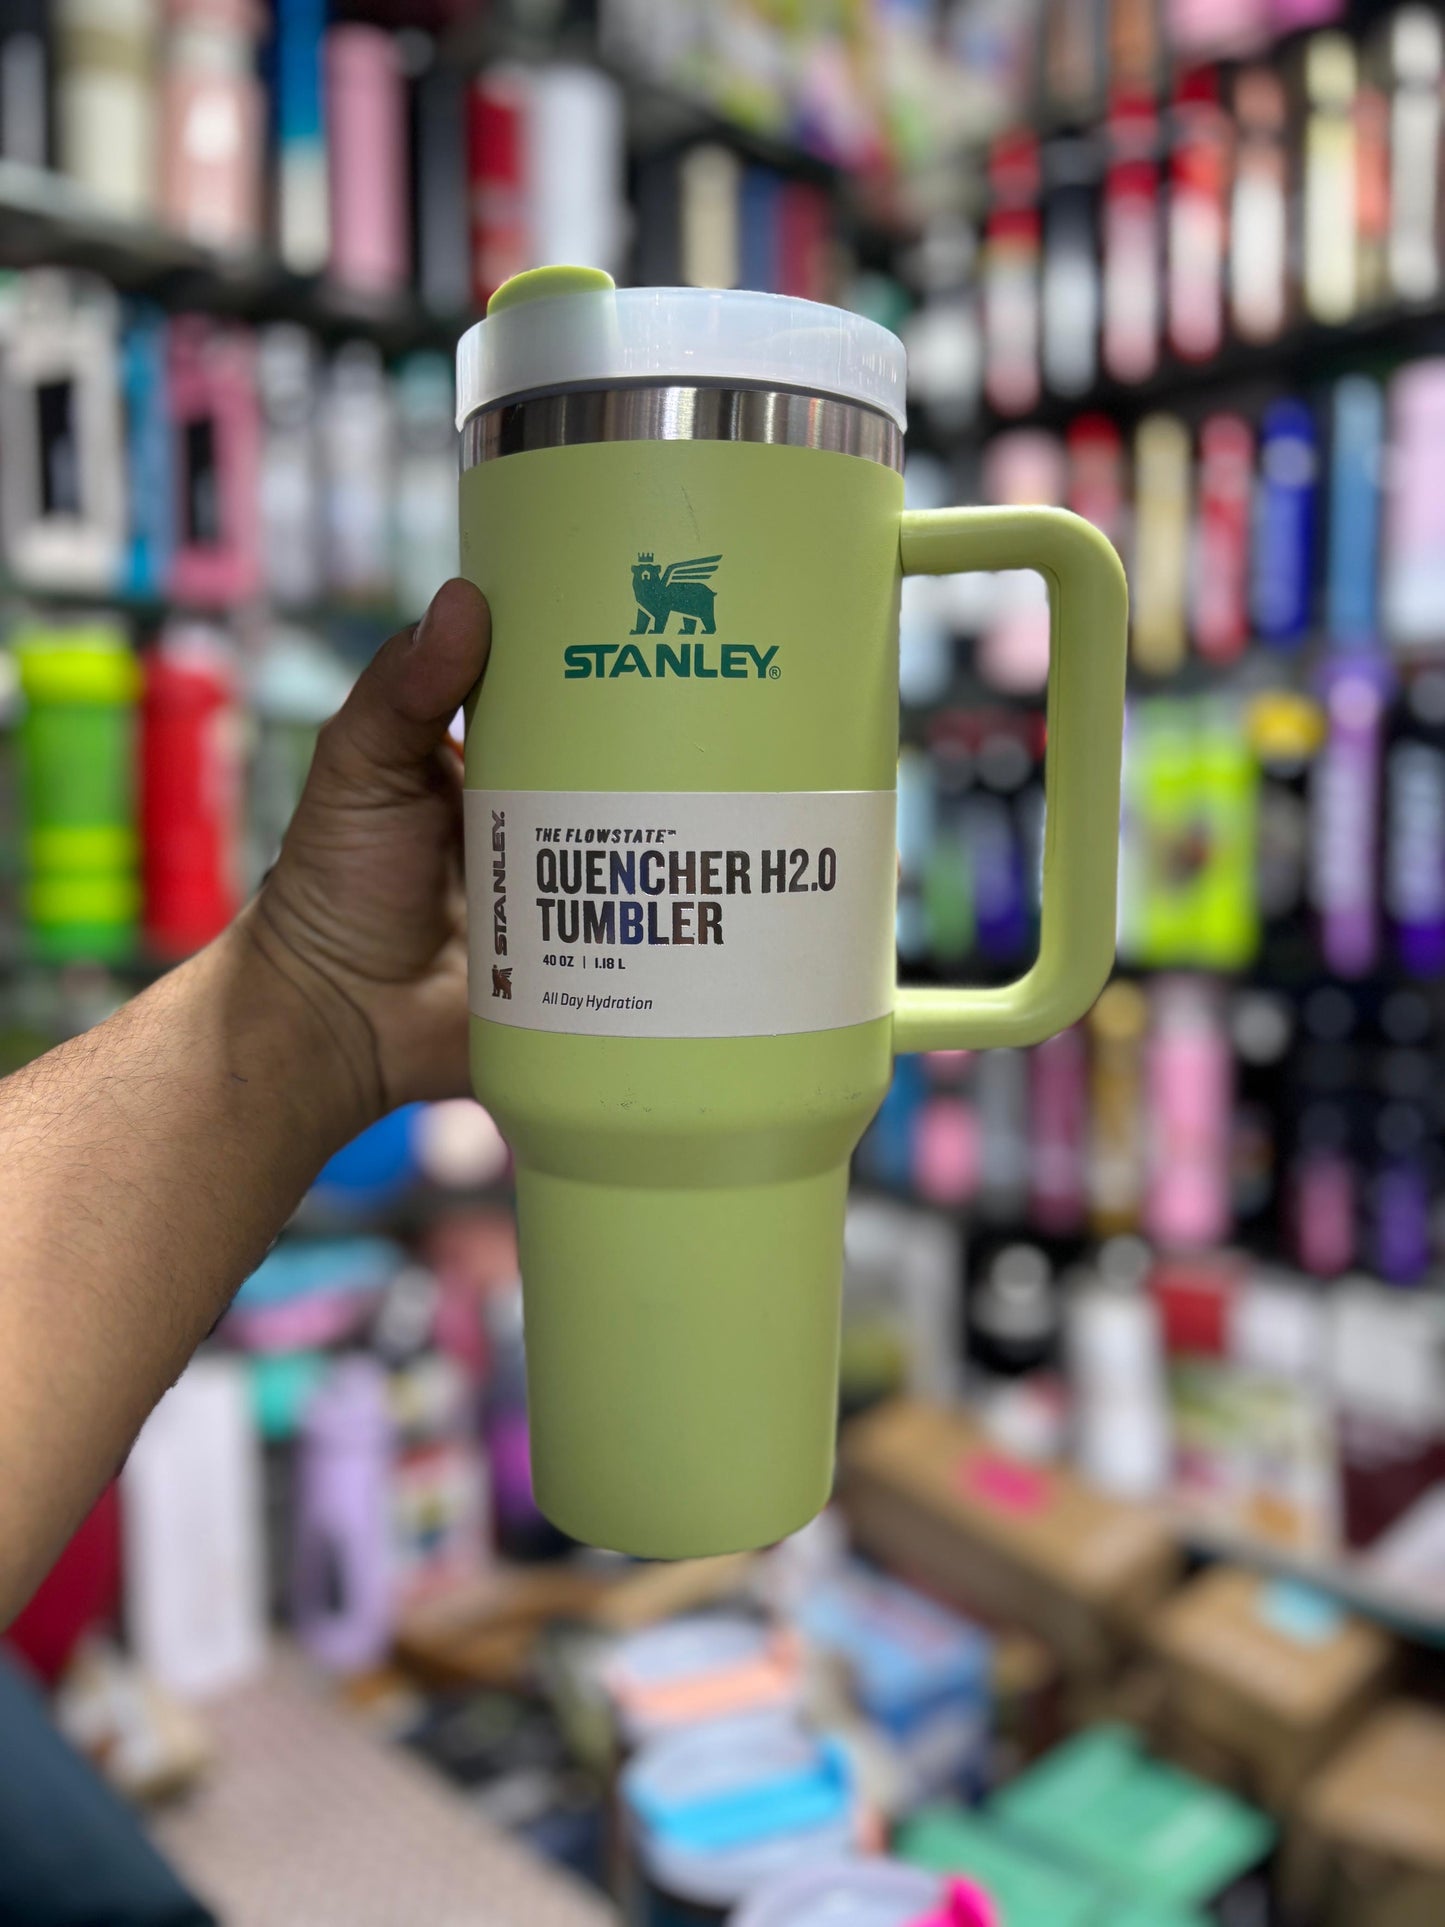 STANLEY®
STANLEY.
THE FLOWSTATE™
QUENCHER H2.0
TUMBLER
40 OZ | 1.18 L
All Day Hydration